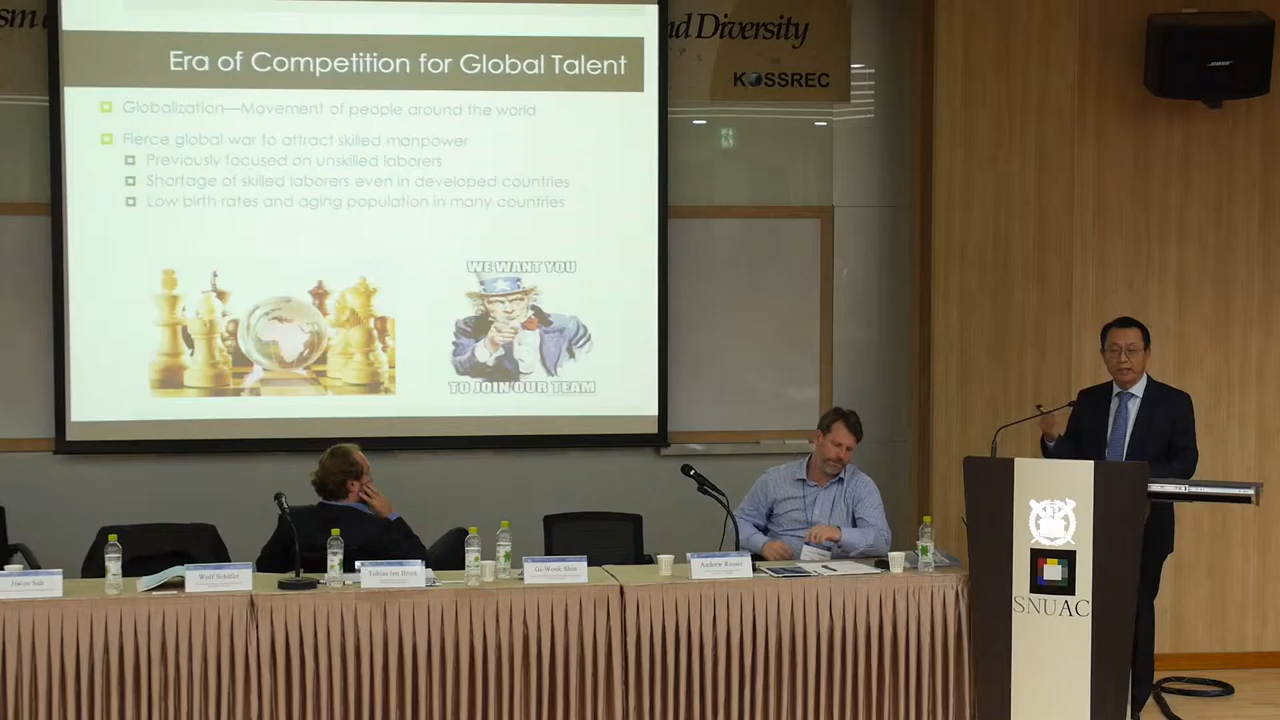 nd Diversity
KOSSREC
Era of Competition for Global Talent
Globalization—Movement of people around the world
Fierce global war to attract skilled manpower
Previously focused on unskilled laborers
Shortage of skilled laborers even in developed countries
Low birth rates and aging population in many countries
WE WANT YOU
TO JOIN OUR TEAM
BOSE
Wolf Schäfer
Tobias ten Brink
Gi-Wook Shin
Andrew Rosser
SNUAC